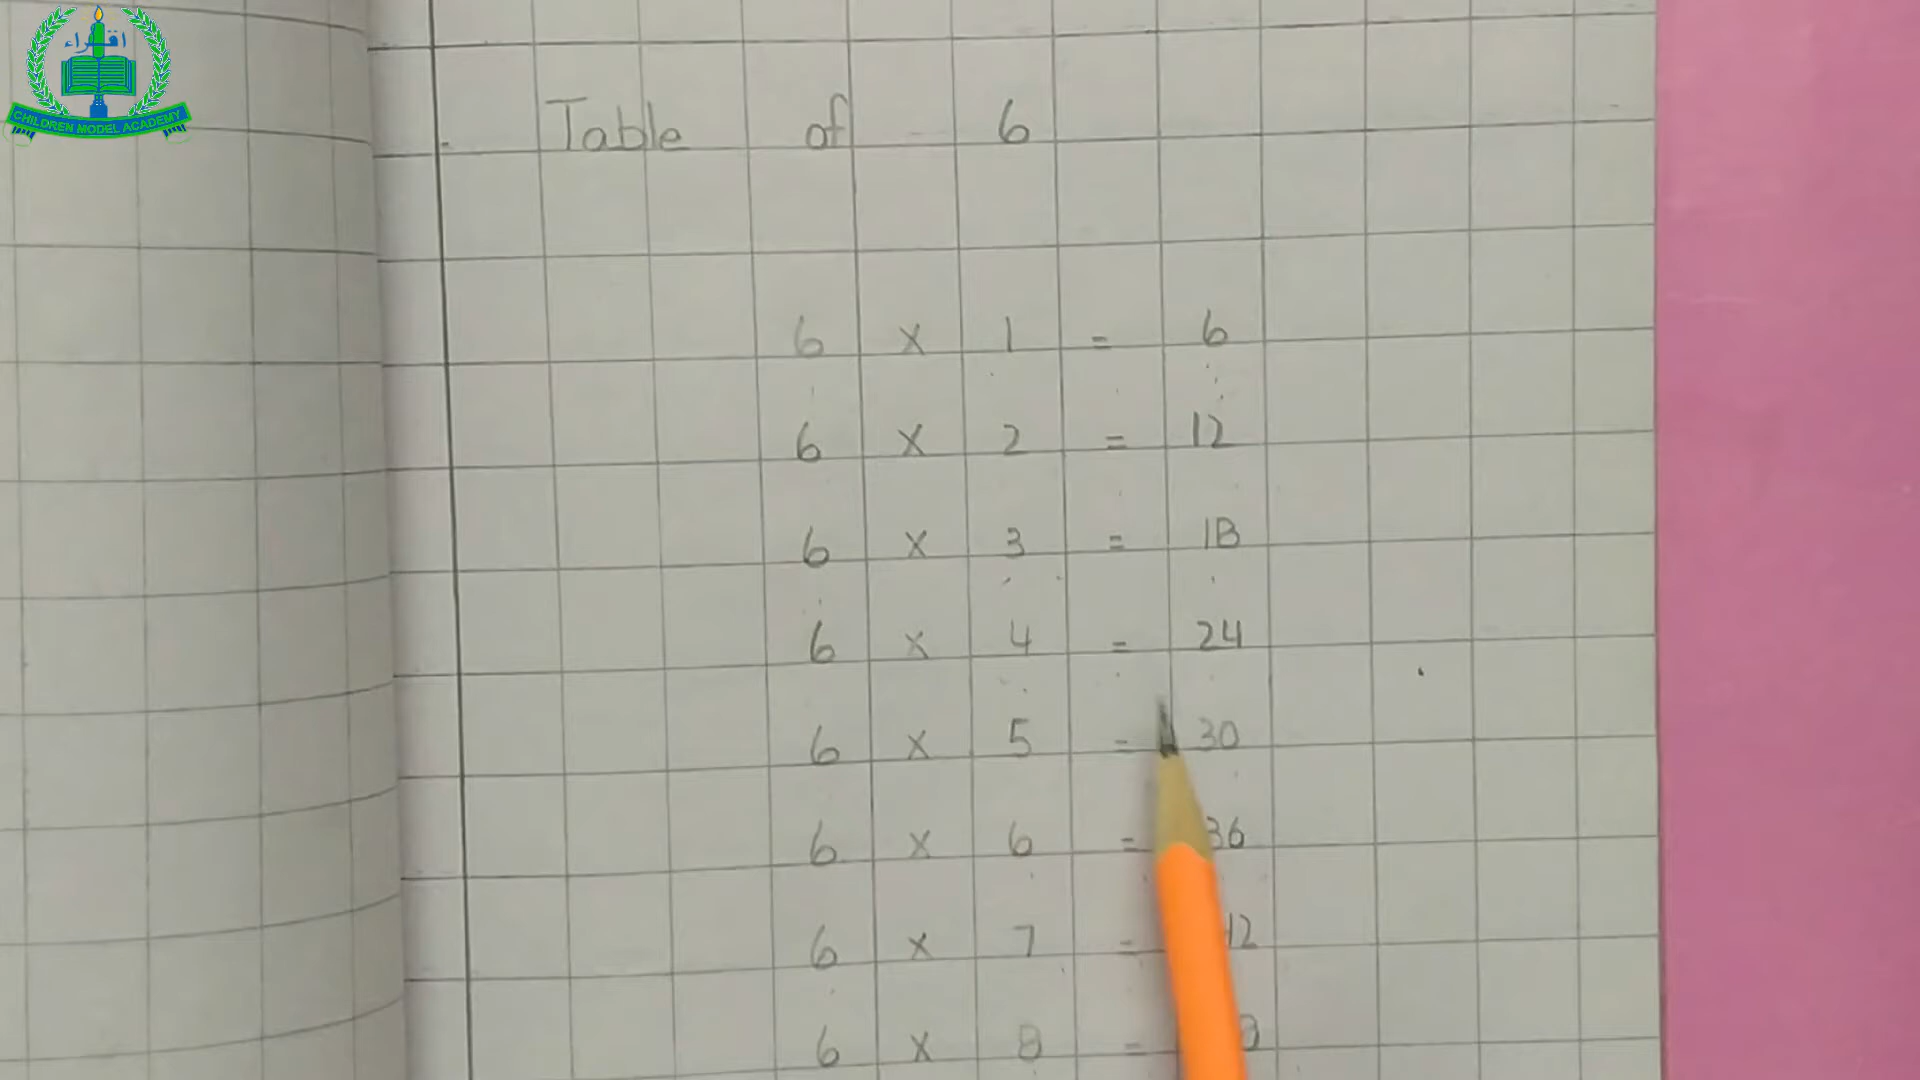 اقراء
CHILDREN MODEL ACADEMY
Table of 6
6 x 1 = 6
6 x 2 = 12
6 x 3 = 18
6 x 4 = 24
6 x 5 = 30
6 x 6 = 36
6 x 7 =
6 x 8 =